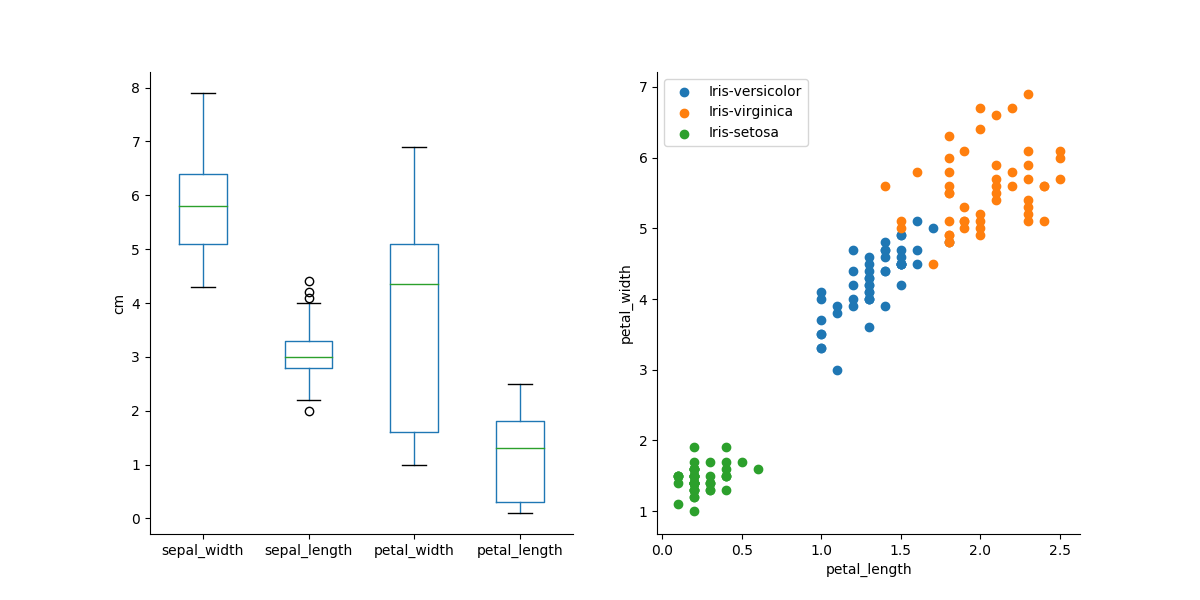 cm
8
7
6
5
4
3
2
1
0
sepal_width sepal_length petal_width petal_length
Iris-versicolor
Iris-virginica
Iris-setosa
petal_width
7
6
5
4
3
2
1
0.0 0.5 1.0 1.5 2.0 2.5
petal_length